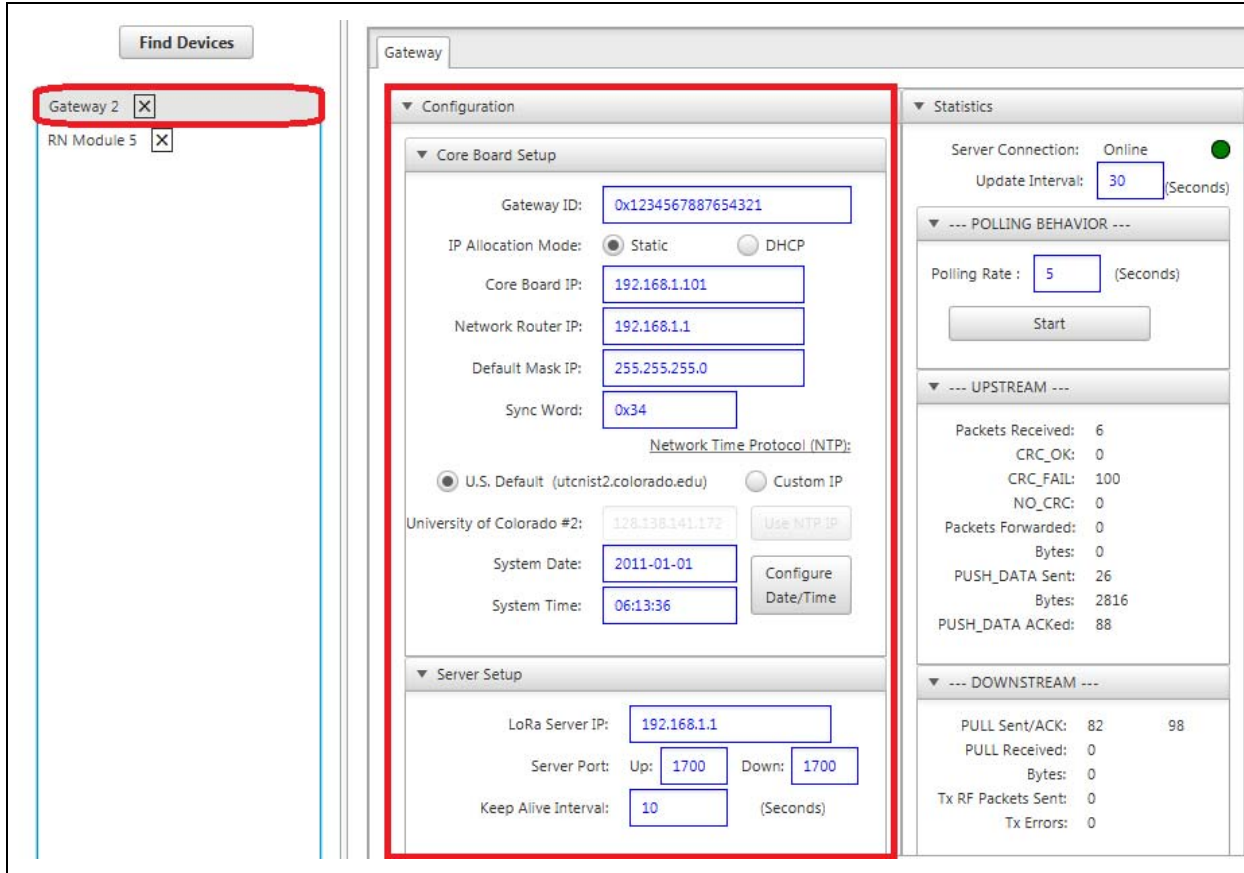 Find Devices
Gateway 2
RN Module 5
Gateway
Configuration
Core Board Setup
Gateway ID: 0x1234567887654321
IP Allocation Mode: Static DHCP
Core Board IP: 192.168.1.101
Network Router IP: 192.168.1.1
Default Mask IP: 255.255.255.0
Sync Word: 0x34
Network Time Protocol (NTP):
U.S. Default (utcnist2.colorado.edu) Custom IP
University of Colorado #2: 128.138.141.172 Use NTP IP
System Date: 2011-01-01
System Time: 06:13:36
Configure
Date/Time
Server Setup
LoRa Server IP: 192.168.1.1
Server Port: Up: 1700 Down: 1700
Keep Alive Interval: 10 (Seconds)
Statistics
Server Connection: Online
Update Interval: 30 (Seconds)
--- POLLING BEHAVIOR ---
Polling Rate : 5 (Seconds)
Start
--- UPSTREAM ---
Packets Received: 6
CRC_OK: 0
CRC_FAIL: 100
NO_CRC: 0
Packets Forwarded: 0
Bytes: 0
PUSH_DATA Sent: 26
Bytes: 2816
PUSH_DATA ACKed: 88
--- DOWNSTREAM ---
PULL Sent/ACK: 82 98
PULL Received: 0
Bytes: 0
Tx RF Packets Sent: 0
Tx Errors: 0